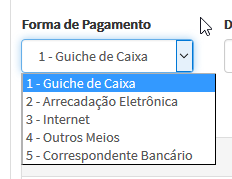 Forma de Pagamento D
1 - Guiche de Caixa
1 - Guiche de Caixa
2 - Arrecadação Eletrônica
3 - Internet
4 - Outros Meios
5 - Correspondente Bancário